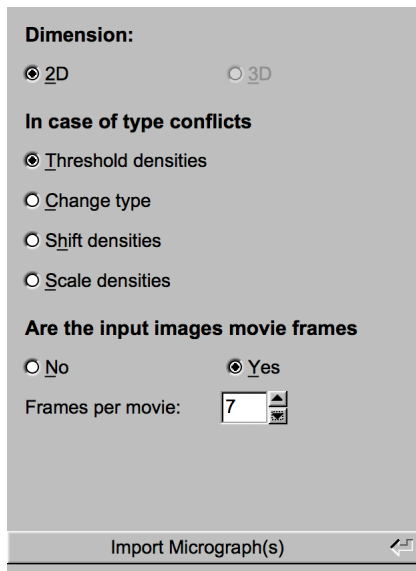 Dimension:
2D 3D
In case of type conflicts
Threshold densities
Change type
Shift densities
Scale densities
Are the input images movie frames
No Yes
Frames per movie: 7
Import Micrograph(s)